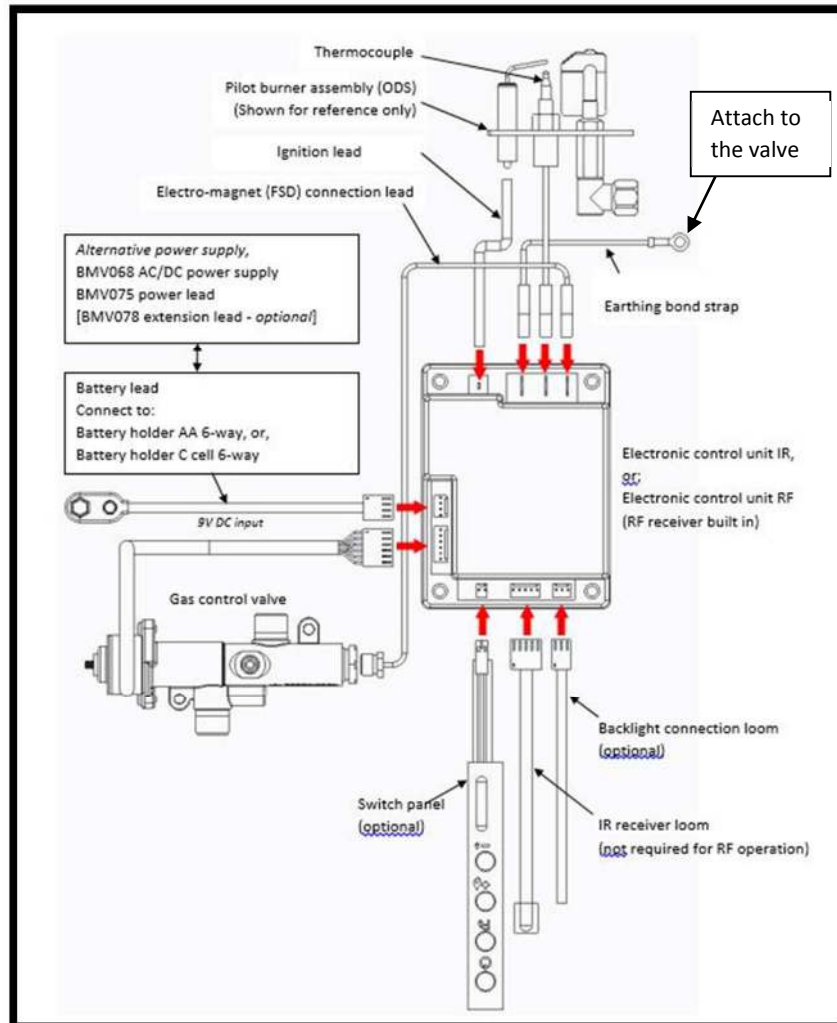 Thermocouple
Pilot burner assembly (ODS)
(Shown for reference only)
Ignition lead
Electro-magnet (FSD) connection lead
Attach to
the valve
Alternative power supply,
BMV068 AC/DC power supply
BMV075 power lead
[BMV078 extension lead - optional]
Earthing bond strap
Battery lead
Connect to:
Battery holder AA 6-way, or,
Battery holder C cell 6-way
9V DC input
Electronic control unit IR,
or;
Electronic control unit RF
(RF receiver built in)
Gas control valve
Backlight connection loom
(optional)
Switch panel
(optional)
IR receiver loom
(not required for RF operation)